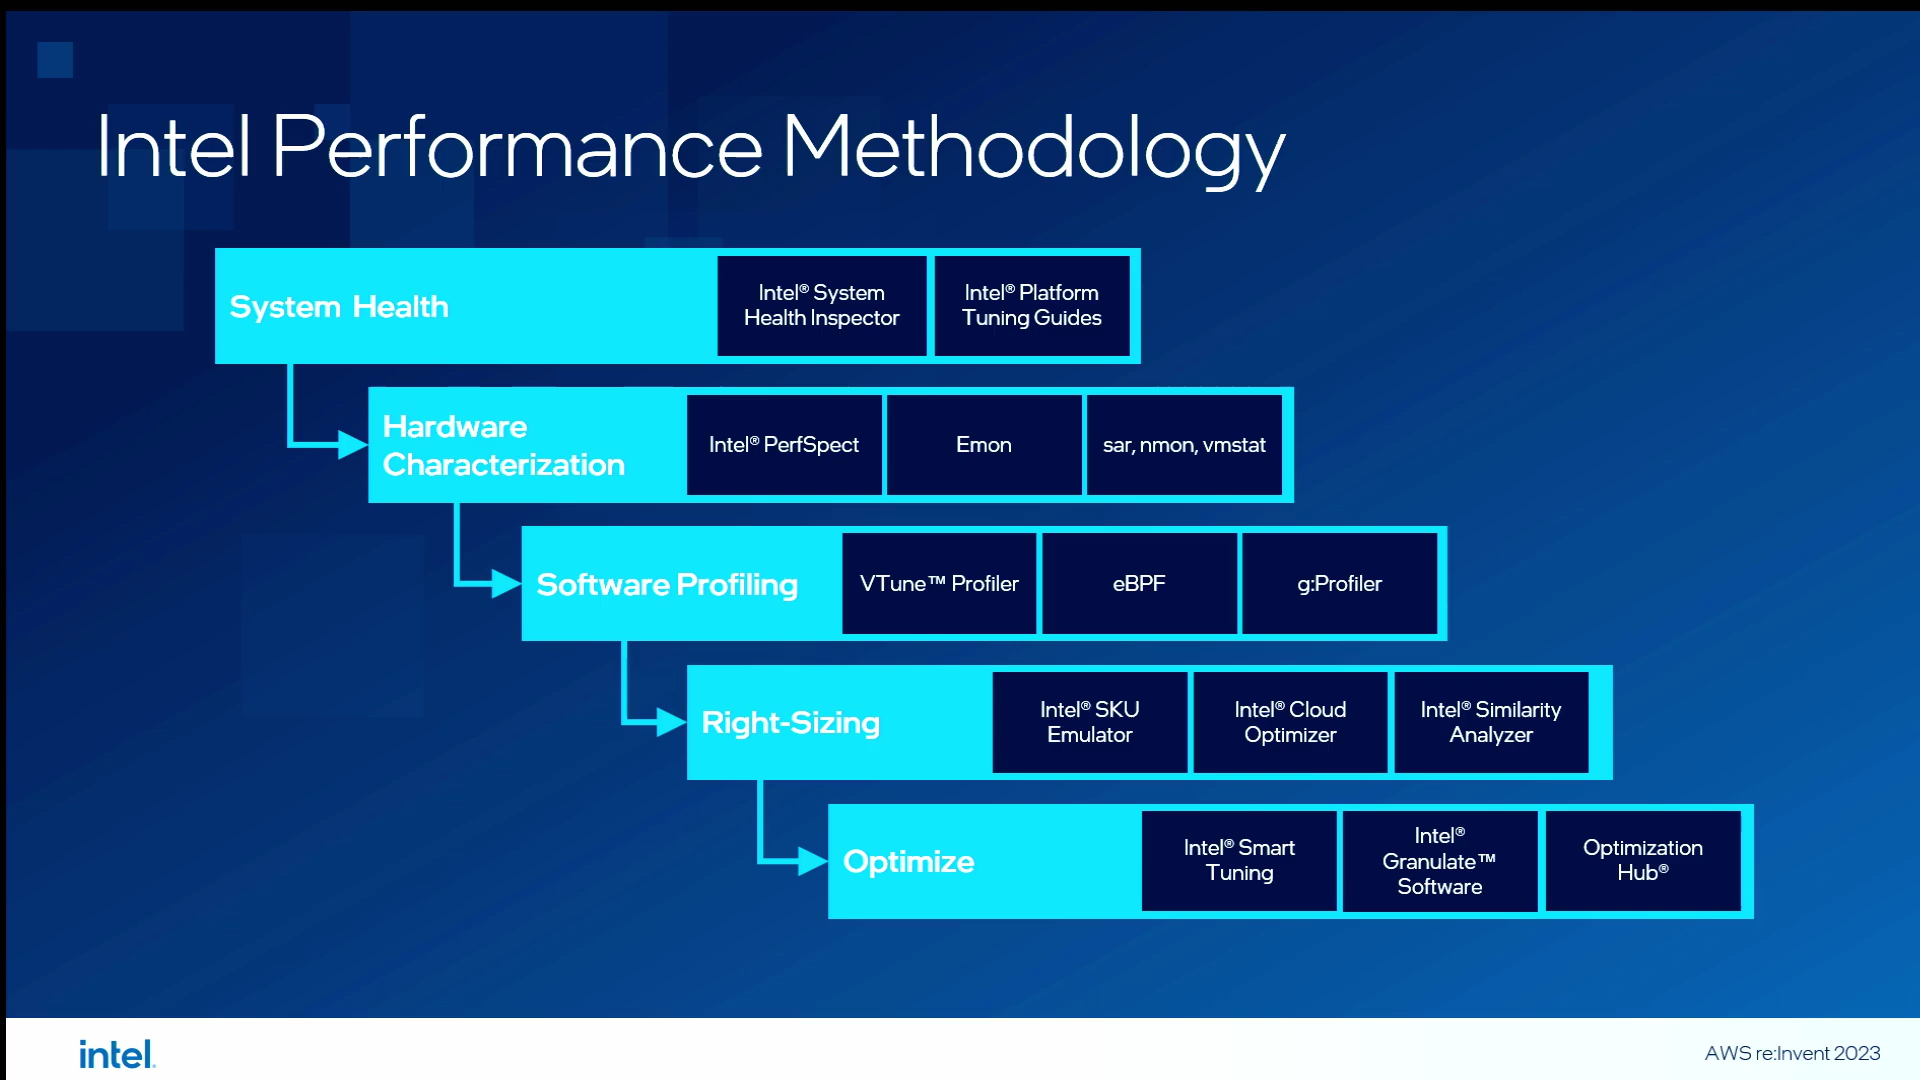 Intel Performance Methodology
System Health
Intel® System
Health Inspector
Intel® Platform
Tuning Guides
Hardware
Characterization
Intel® PerfSpect
Emon
sar, nmon, vmstat
Software Profiling
VTune™ Profiler
eBPF
g:Profiler
Right-Sizing
Intel® SKU
Emulator
Intel® Cloud
Optimizer
Intel® Similarity
Analyzer
Optimize
Intel® Smart
Tuning
Intel®
Granulate™
Software
Optimization
Hub®
intel.
AWS re:Invent 2023